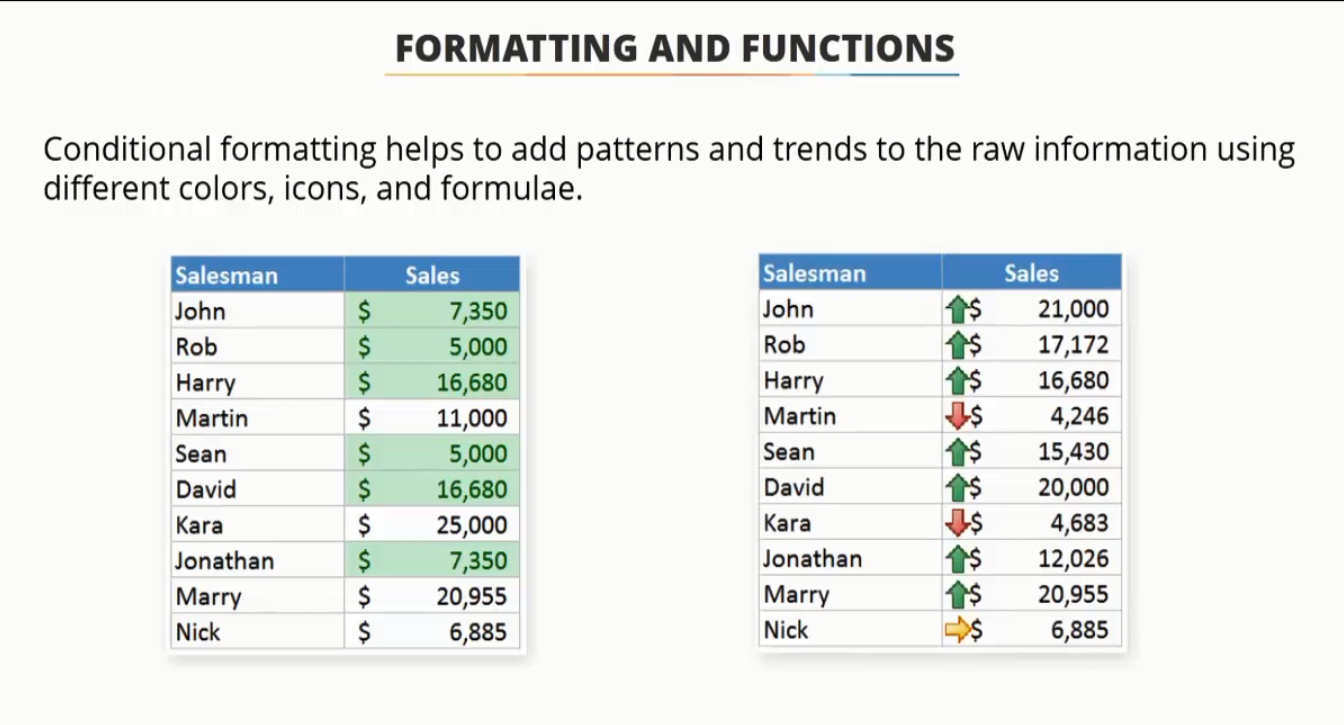 FORMATTING AND FUNCTIONS
Conditional formatting helps to add patterns and trends to the raw information using
different colors, icons, and formulae.
Salesman Sales
John $ 7,350
Rob $ 5,000
Harry $ 16,680
Martin $ 11,000
Sean $ 5,000
David $ 16,680
Kara $ 25,000
Jonathan $ 7,350
Marry $ 20,955
Nick $ 6,885
Salesman Sales
John $ 21,000
Rob $ 17,172
Harry $ 16,680
Martin $ 4,246
Sean $ 15,430
David $ 20,000
Kara $ 4,683
Jonathan $ 12,026
Marry $ 20,955
Nick $ 6,885